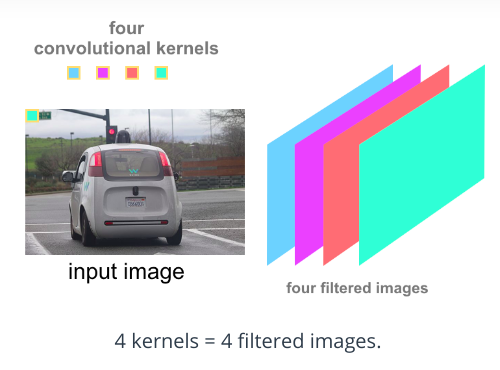 four
convolutional kernels
input image
four filtered images
4 kernels = 4 filtered images.